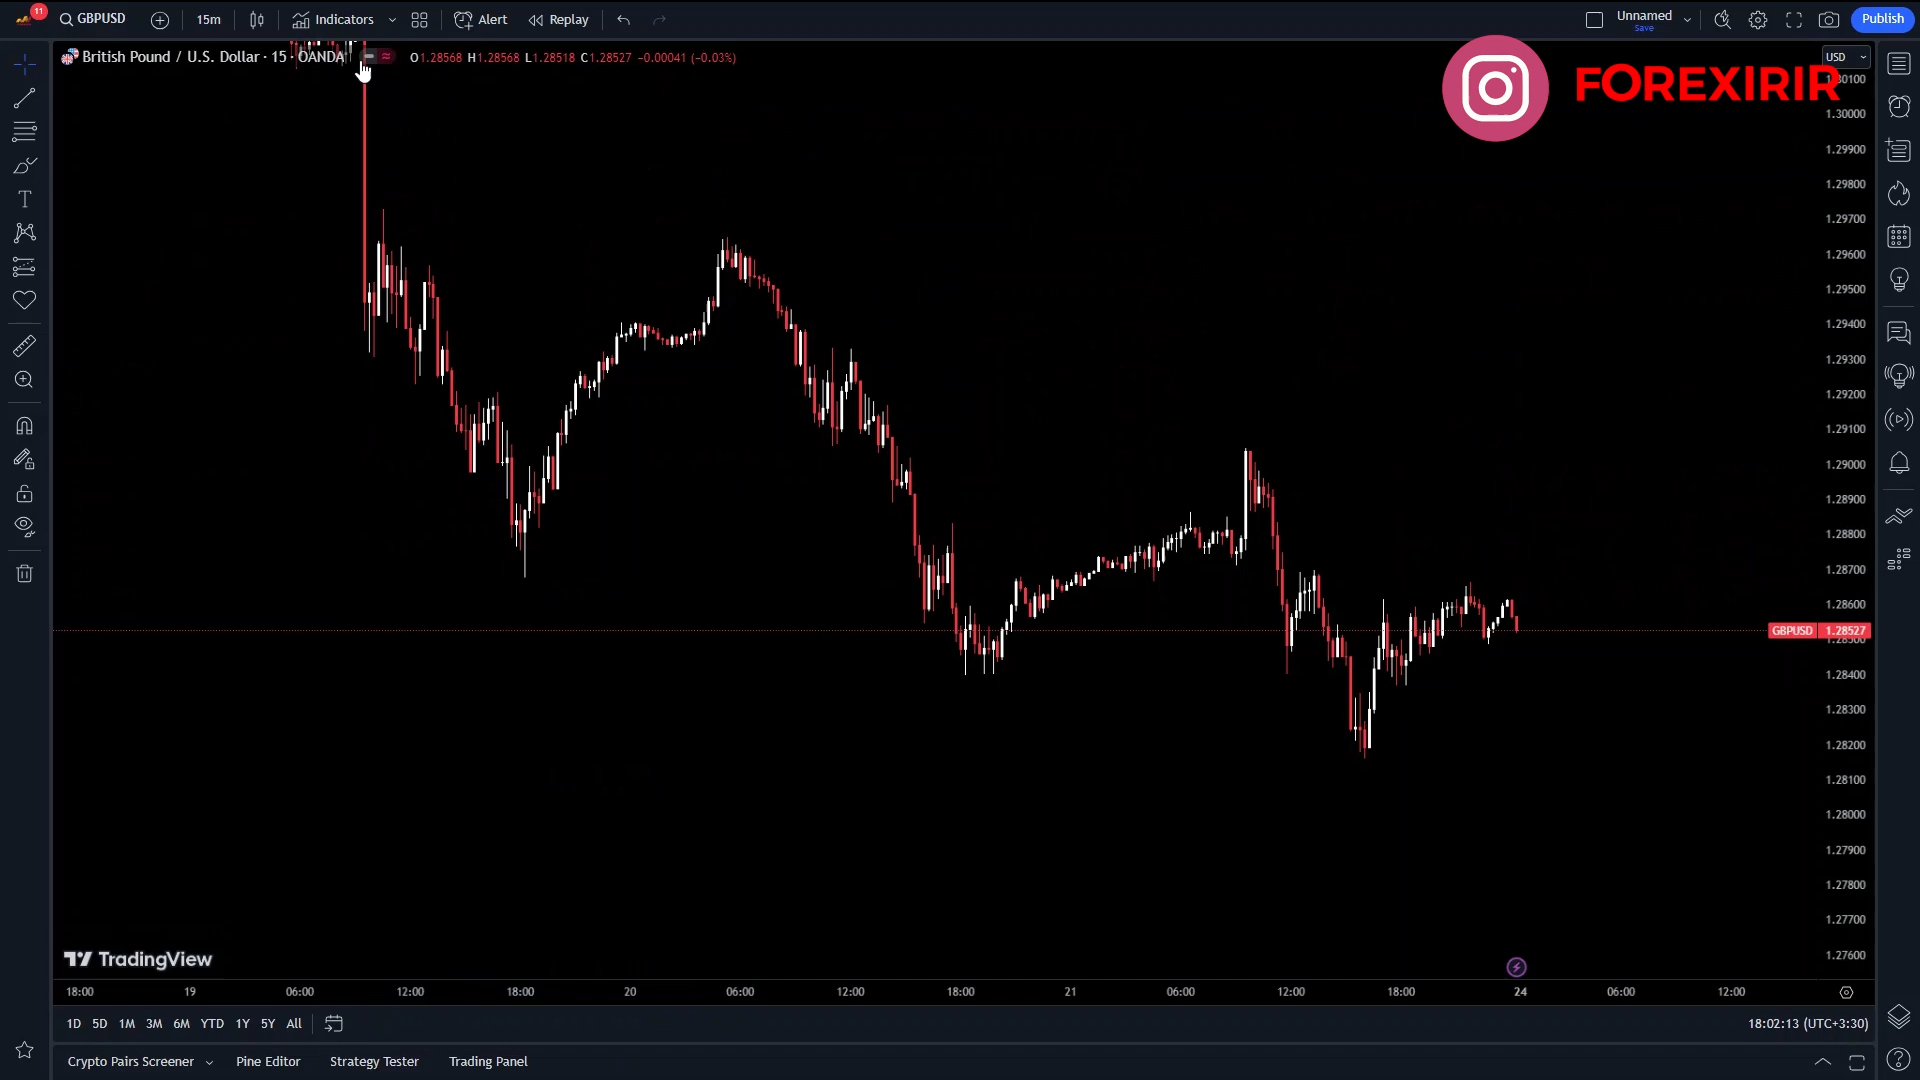 11
GBPUSD
15m
Indicators
Alert
Replay
Unnamed
Save
Publish
British Pound / U.S. Dollar · 15 · OANDA
O1.28568 H1.28568 L1.28518 C1.28527 −0.00041 (−0.03%)
FOREXIRIR
USD
1.30000
1.29900
1.29800
1.29700
1.29600
1.29500
1.29400
1.29300
1.29200
1.29100
1.29000
1.28900
1.28800
1.28700
1.28600
GBPUSD 1.28527
1.28400
1.28300
1.28200
1.28100
1.28000
1.27900
1.27800
1.27700
1.27600
TradingView
18:00 19 06:00 12:00 18:00 20 06:00 12:00 18:00 21 06:00 12:00 18:00 24 06:00 12:00
1D 5D 1M 3M 6M YTD 1Y 5Y All
18:02:13 (UTC+3:30)
Crypto Pairs Screener
Pine Editor
Strategy Tester
Trading Panel